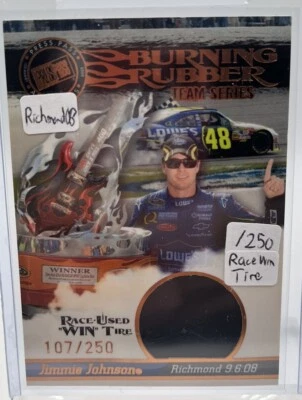 PRESS PASS
BURNING
RUBBER
TEAM SERIES
Richmond 08
LOWE'S 48
LOWE'S
/250
Race Win
Tire
WINNER
RACE-USED
"WIN" TIRE
107/250
Jimmie Johnson
Richmond 9.6.08